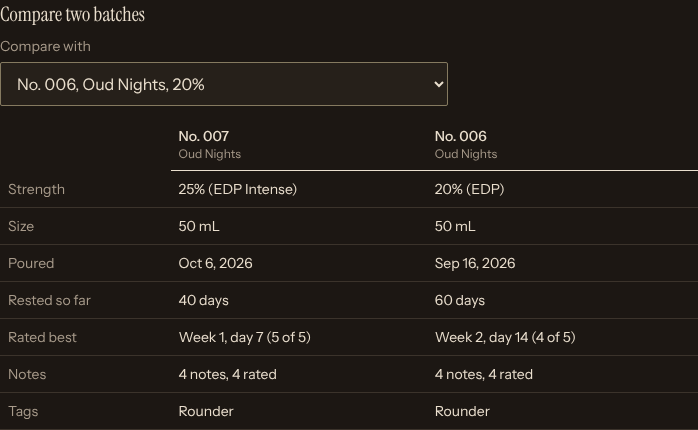 Compare two batches
Compare with
No. 006, Oud Nights, 20%
No. 007 No. 006
Oud Nights Oud Nights
Strength 25% (EDP Intense) 20% (EDP)
Size 50 mL 50 mL
Poured Oct 6, 2026 Sep 16, 2026
Rested so far 40 days 60 days
Rated best Week 1, day 7 (5 of 5) Week 2, day 14 (4 of 5)
Notes 4 notes, 4 rated 4 notes, 4 rated
Tags Rounder Rounder